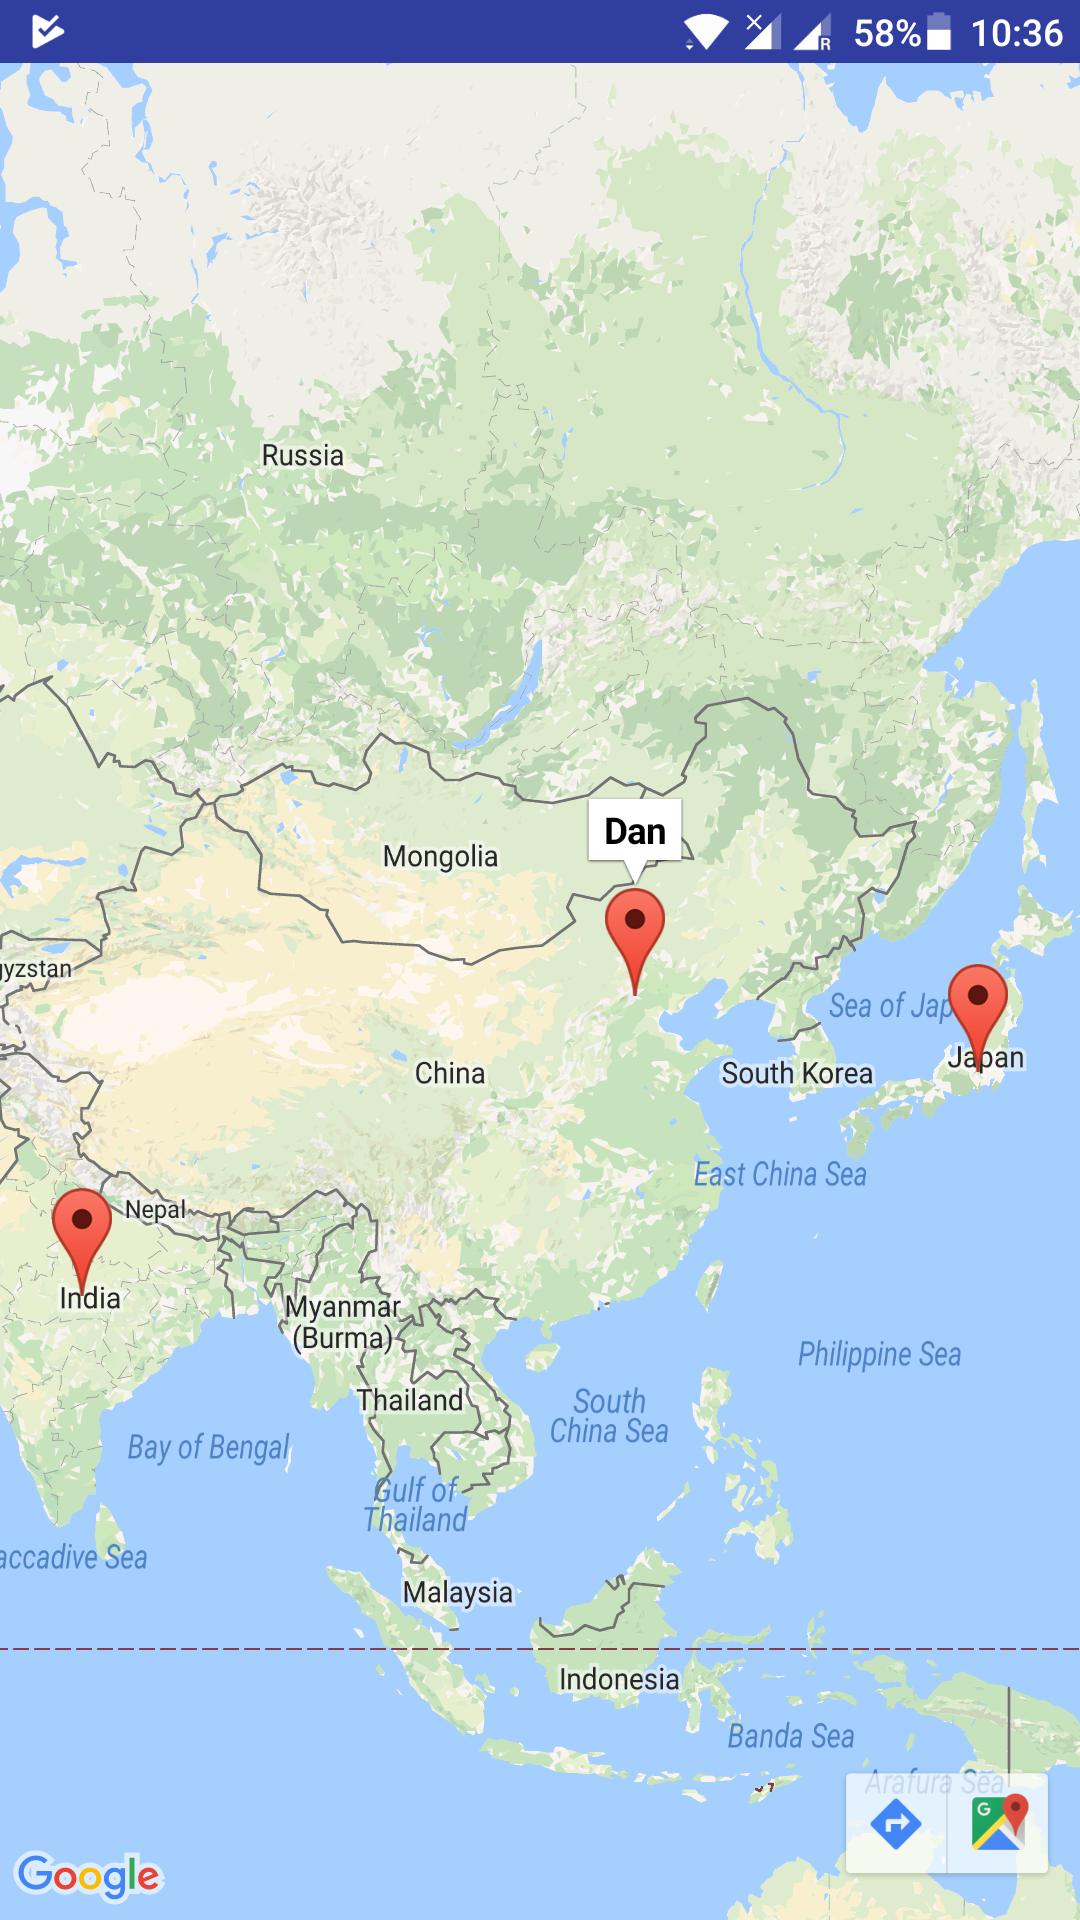 58% 10:36
R
Russia
Dan
Mongolia
yzstan
Sea of Jap
Japan
China
South Korea
East China Sea
Nepal
India
Myanmar
(Burma)
Philippine Sea
Thailand
South
China Sea
Bay of Bengal
Gulf of
Thailand
accadive Sea
Malaysia
Indonesia
Banda Sea
Arafura Sea
G
Google